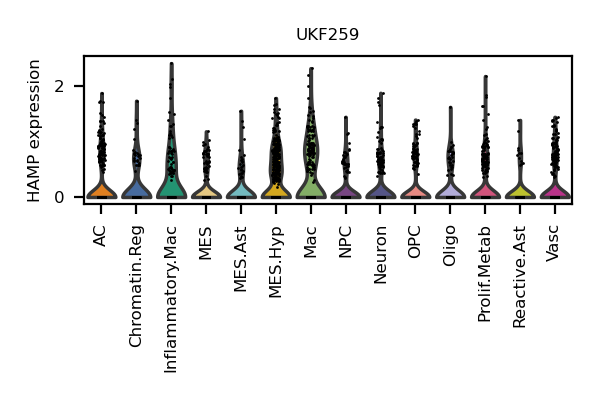 UKF259
HAMP expression
2
0
AC
Chromatin.Reg
Inflammatory.Mac
MES
MES.Ast
MES.Hyp
Mac
NPC
Neuron
OPC
Oligo
Prolif.Metab
Reactive.Ast
Vasc